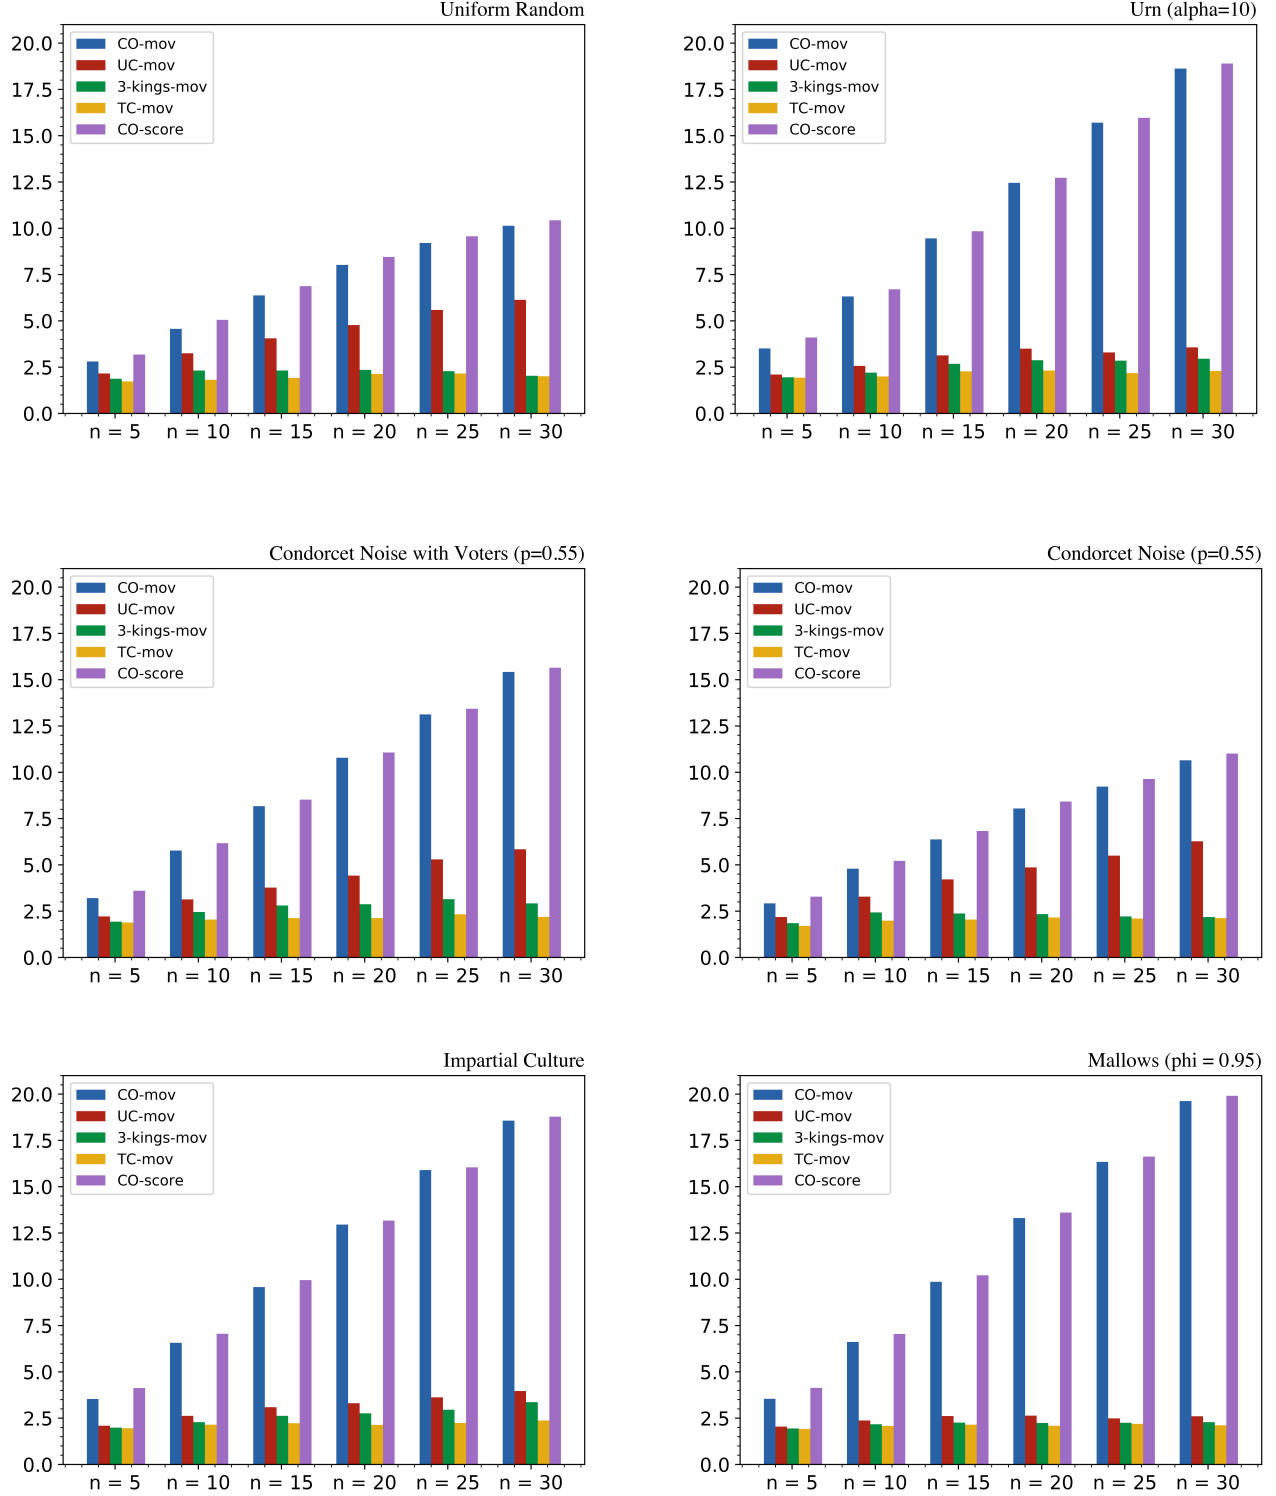 Uniform Random
20.0
17.5
15.0
12.5
10.0
7.5
5.0
2.5
0.0
CO-mov
UC-mov
3-kings-mov
TC-mov
CO-score
n = 5 n = 10 n = 15 n = 20 n = 25 n = 30
Urn (alpha=10)
20.0
17.5
15.0
12.5
10.0
7.5
5.0
2.5
0.0
CO-mov
UC-mov
3-kings-mov
TC-mov
CO-score
n = 5 n = 10 n = 15 n = 20 n = 25 n = 30
Condorcet Noise with Voters (p=0.55)
20.0
17.5
15.0
12.5
10.0
7.5
5.0
2.5
0.0
CO-mov
UC-mov
3-kings-mov
TC-mov
CO-score
n = 5 n = 10 n = 15 n = 20 n = 25 n = 30
Condorcet Noise (p=0.55)
20.0
17.5
15.0
12.5
10.0
7.5
5.0
2.5
0.0
CO-mov
UC-mov
3-kings-mov
TC-mov
CO-score
n = 5 n = 10 n = 15 n = 20 n = 25 n = 30
Impartial Culture
20.0
17.5
15.0
12.5
10.0
7.5
5.0
2.5
0.0
CO-mov
UC-mov
3-kings-mov
TC-mov
CO-score
n = 5 n = 10 n = 15 n = 20 n = 25 n = 30
Mallows (phi = 0.95)
20.0
17.5
15.0
12.5
10.0
7.5
5.0
2.5
0.0
CO-mov
UC-mov
3-kings-mov
TC-mov
CO-score
n = 5 n = 10 n = 15 n = 20 n = 25 n = 30